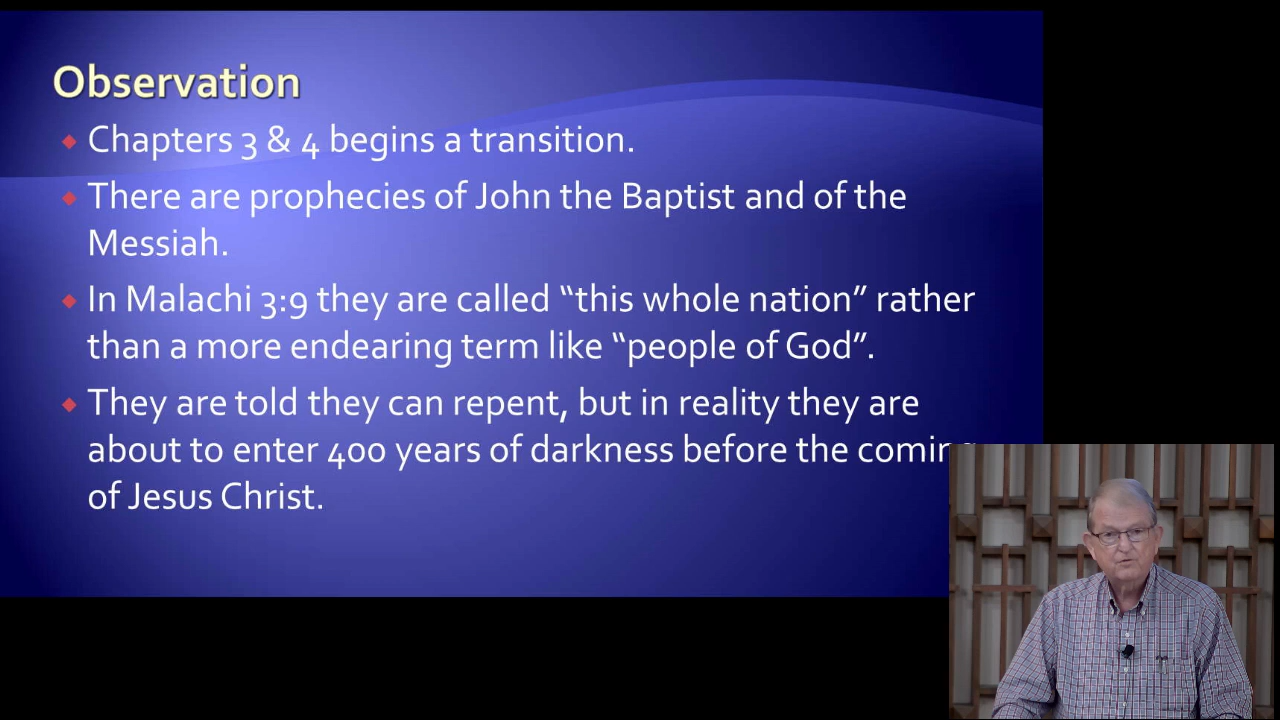 Observation
Chapters 3 & 4 begins a transition.
There are prophecies of John the Baptist and of the
Messiah.
In Malachi 3:9 they are called “this whole nation” rather
than a more endearing term like “people of God”.
They are told they can repent, but in reality they are
about to enter 400 years of darkness before the coming
of Jesus Christ.